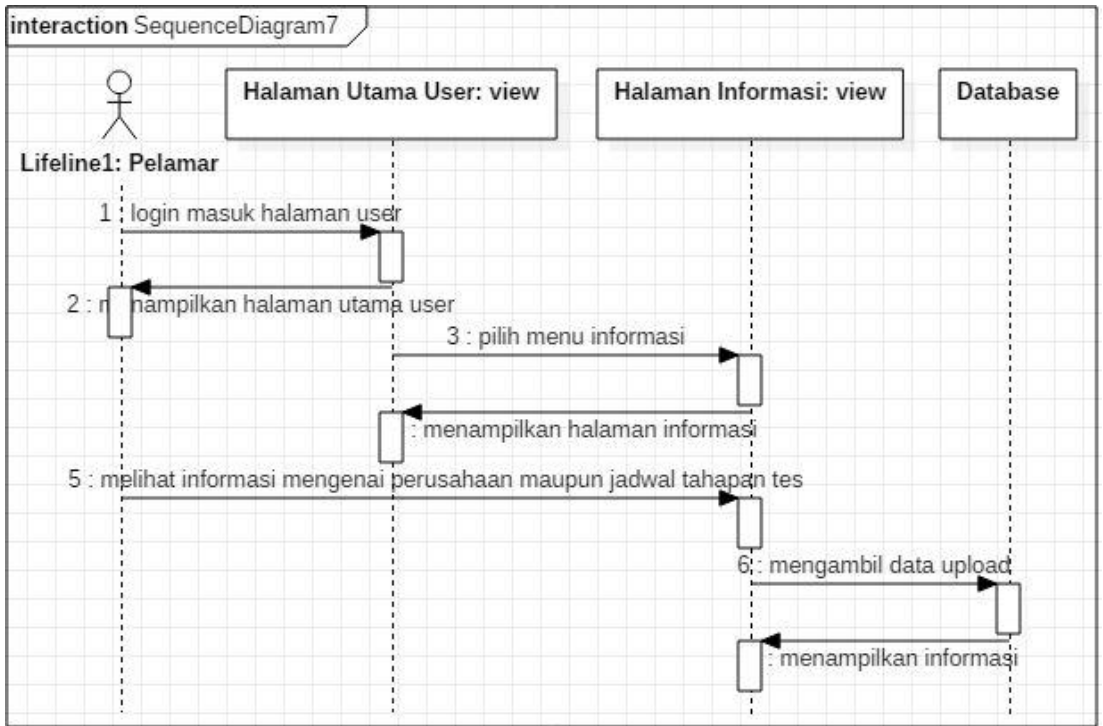 interaction SequenceDiagram7
Halaman Utama User: view
Halaman Informasi: view
Database
Lifeline1: Pelamar
1 : login masuk halaman user
2 : menampilkan halaman utama user
3 : pilih menu informasi
: menampilkan halaman informasi
5 : melihat informasi mengenai perusahaan maupun jadwal tahapan tes
6 : mengambil data upload
: menampilkan informasi